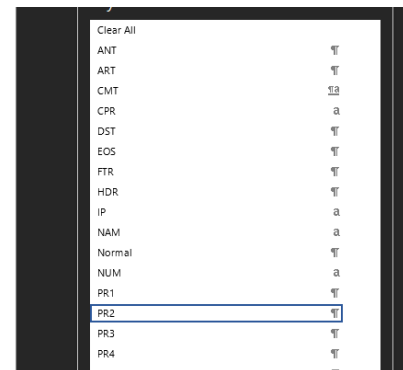 Clear All
ANT ¶
ART ¶
CMT ¶a
CPR a
DST ¶
EOS ¶
FTR ¶
HDR ¶
IP a
NAM a
Normal ¶
NUM a
PR1 ¶
PR2 ¶
PR3 ¶
PR4 ¶